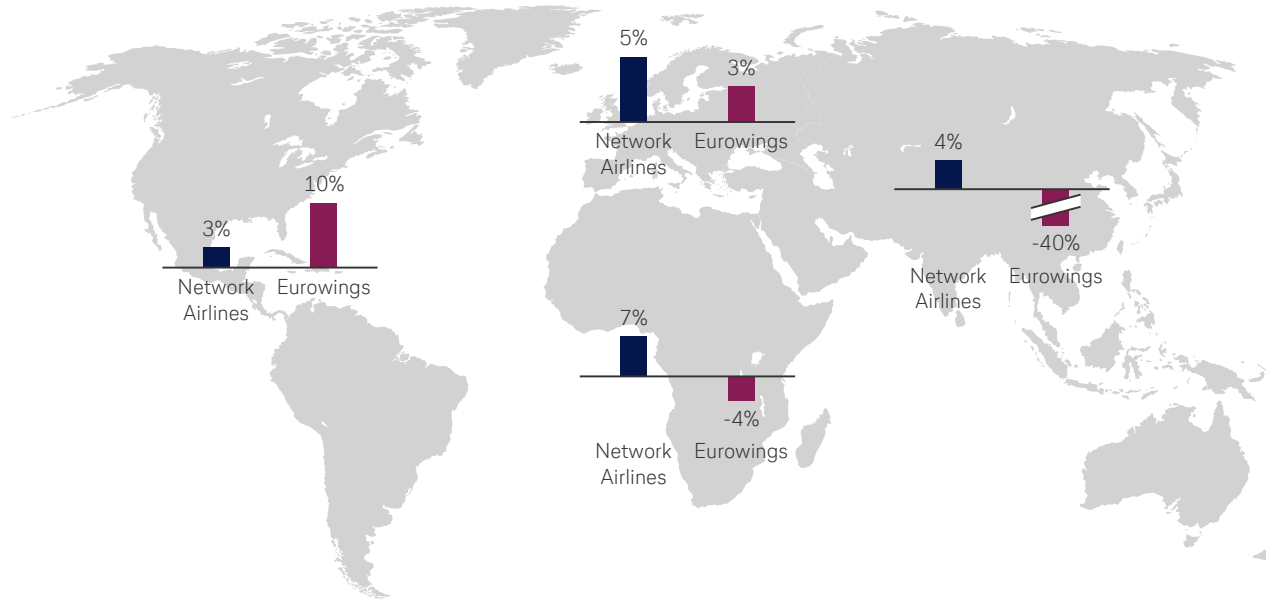 5%
3%
Network Eurowings
Airlines
4%
-40%
Network Eurowings
Airlines
10%
3%
Network Eurowings
Airlines
7%
-4%
Network Eurowings
Airlines